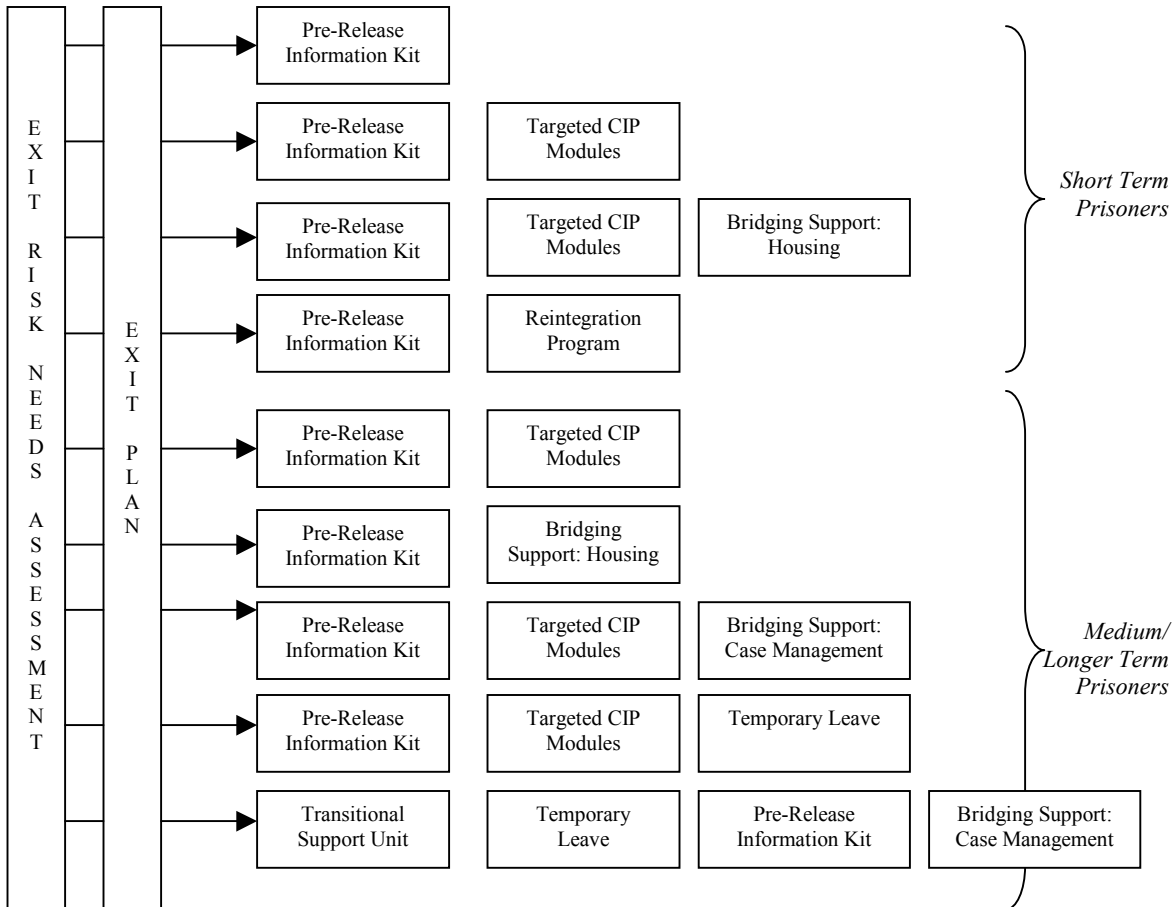 EXIT RISK NEEDS ASSESSMENT
EXIT PLAN
Pre-Release
Information Kit
Pre-Release
Information Kit
Targeted CIP
Modules
Pre-Release
Information Kit
Targeted CIP
Modules
Bridging Support:
Housing
Pre-Release
Information Kit
Reintegration
Program
Short Term
Prisoners
Pre-Release
Information Kit
Targeted CIP
Modules
Pre-Release
Information Kit
Bridging
Support: Housing
Pre-Release
Information Kit
Targeted CIP
Modules
Bridging Support:
Case Management
Pre-Release
Information Kit
Targeted CIP
Modules
Temporary Leave
Transitional
Support Unit
Temporary
Leave
Pre-Release
Information Kit
Bridging Support:
Case Management
Medium/
Longer Term
Prisoners